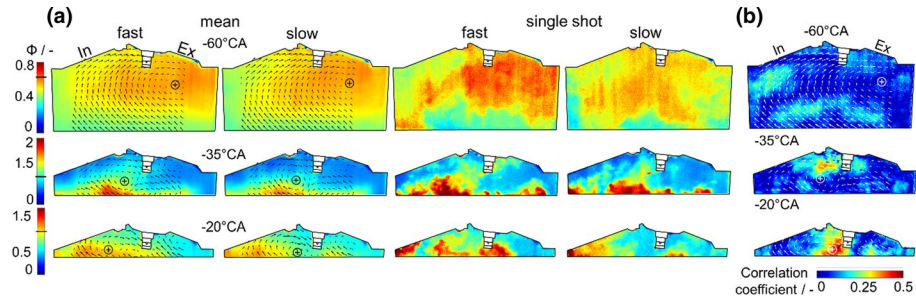 (a) mean single shot (b)
fast slow fast slow
Φ / - In Ex -60°CA In -60°CA Ex
0.8
0.4
0
-35°CA -35°CA
2
1
0
-20°CA -20°CA
1.5
1
0.5
Correlation
coefficient / - 0 0.25 0.5